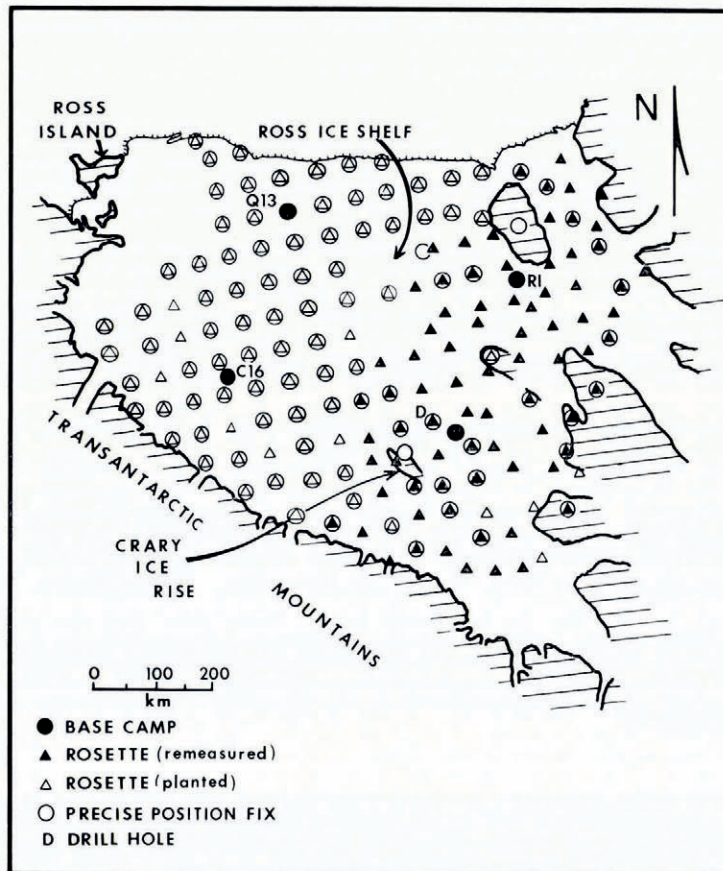 ROSS
ISLAND
ROSS ICE SHELF
N
Q13
RI
C16
D
TRANSANTARCTIC
MOUNTAINS
CRARY
ICE
RISE
0 100 200
km
BASE CAMP
ROSETTE (remeasured)
ROSETTE (planted)
PRECISE POSITION FIX
D DRILL HOLE